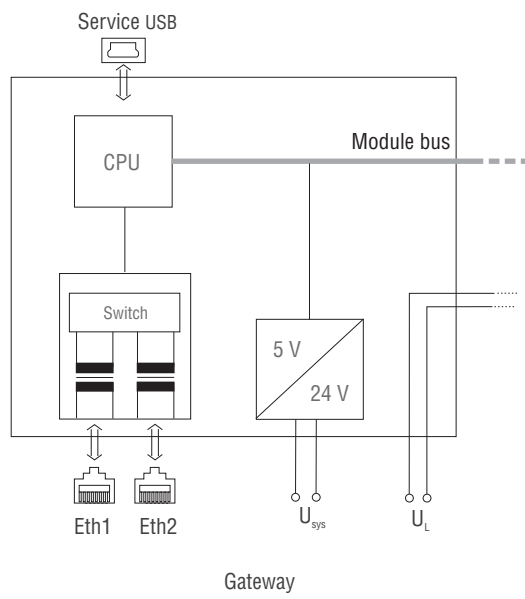 Service USB
CPU
Module bus
Switch
5 V
24 V
Eth1
Eth2
Usys
UL
Gateway